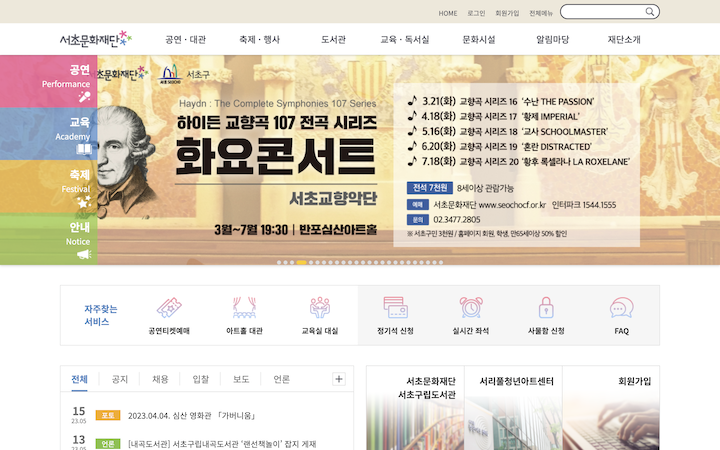 HOME 로그인 회원가입 전체메뉴
서초문화재단
공연 · 대관 축제 · 행사 도서관 교육 · 독서실 문화시설 알림마당 재단소개
공연
Performance
교육
Academy
축제
Festival
안내
Notice
초문화재단 서초구
Haydn : The Complete Symphonies 107 Series
하이든 교향곡 107 전곡 시리즈
화요콘서트
서초교향악단
3월~7월 19:30 | 반포심산아트홀
3.21(화) 교향곡 시리즈 16 '수난 THE PASSION'
4.18(화) 교향곡 시리즈 17 '황제 IMPERIAL'
5.16(화) 교향곡 시리즈 18 '교사 SCHOOLMASTER'
6.20(화) 교향곡 시리즈 19 '혼란 DISTRACTED'
7.18(화) 교향곡 시리즈 20 '황후 록셀라나 LA ROXELANE'
전석 7천원 8세이상 관람가능
예매 서초문화재단 www.seochocf.or.kr 인터파크 1544.1555
문의 02.3477.2805
※ 서초구민 3천원 / 홈페이지 회원, 학생, 만65세이상 50% 할인
자주찾는
서비스
공연티켓예매 아트홀 대관 교육실 대실 정기석 신청 실시간 좌석 사물함 신청 FAQ
전체 공지 채용 입찰 보도 언론
15
23.05
포토 2023.04.04. 심산 영화관 「가버나움」
13
23.05
언론 [내곡도서관] 서초구립내곡도서관 '랜선책놀이' 잡지 게재
서초문화재단
서초구립도서관
서리풀청년아트센터
회원가입